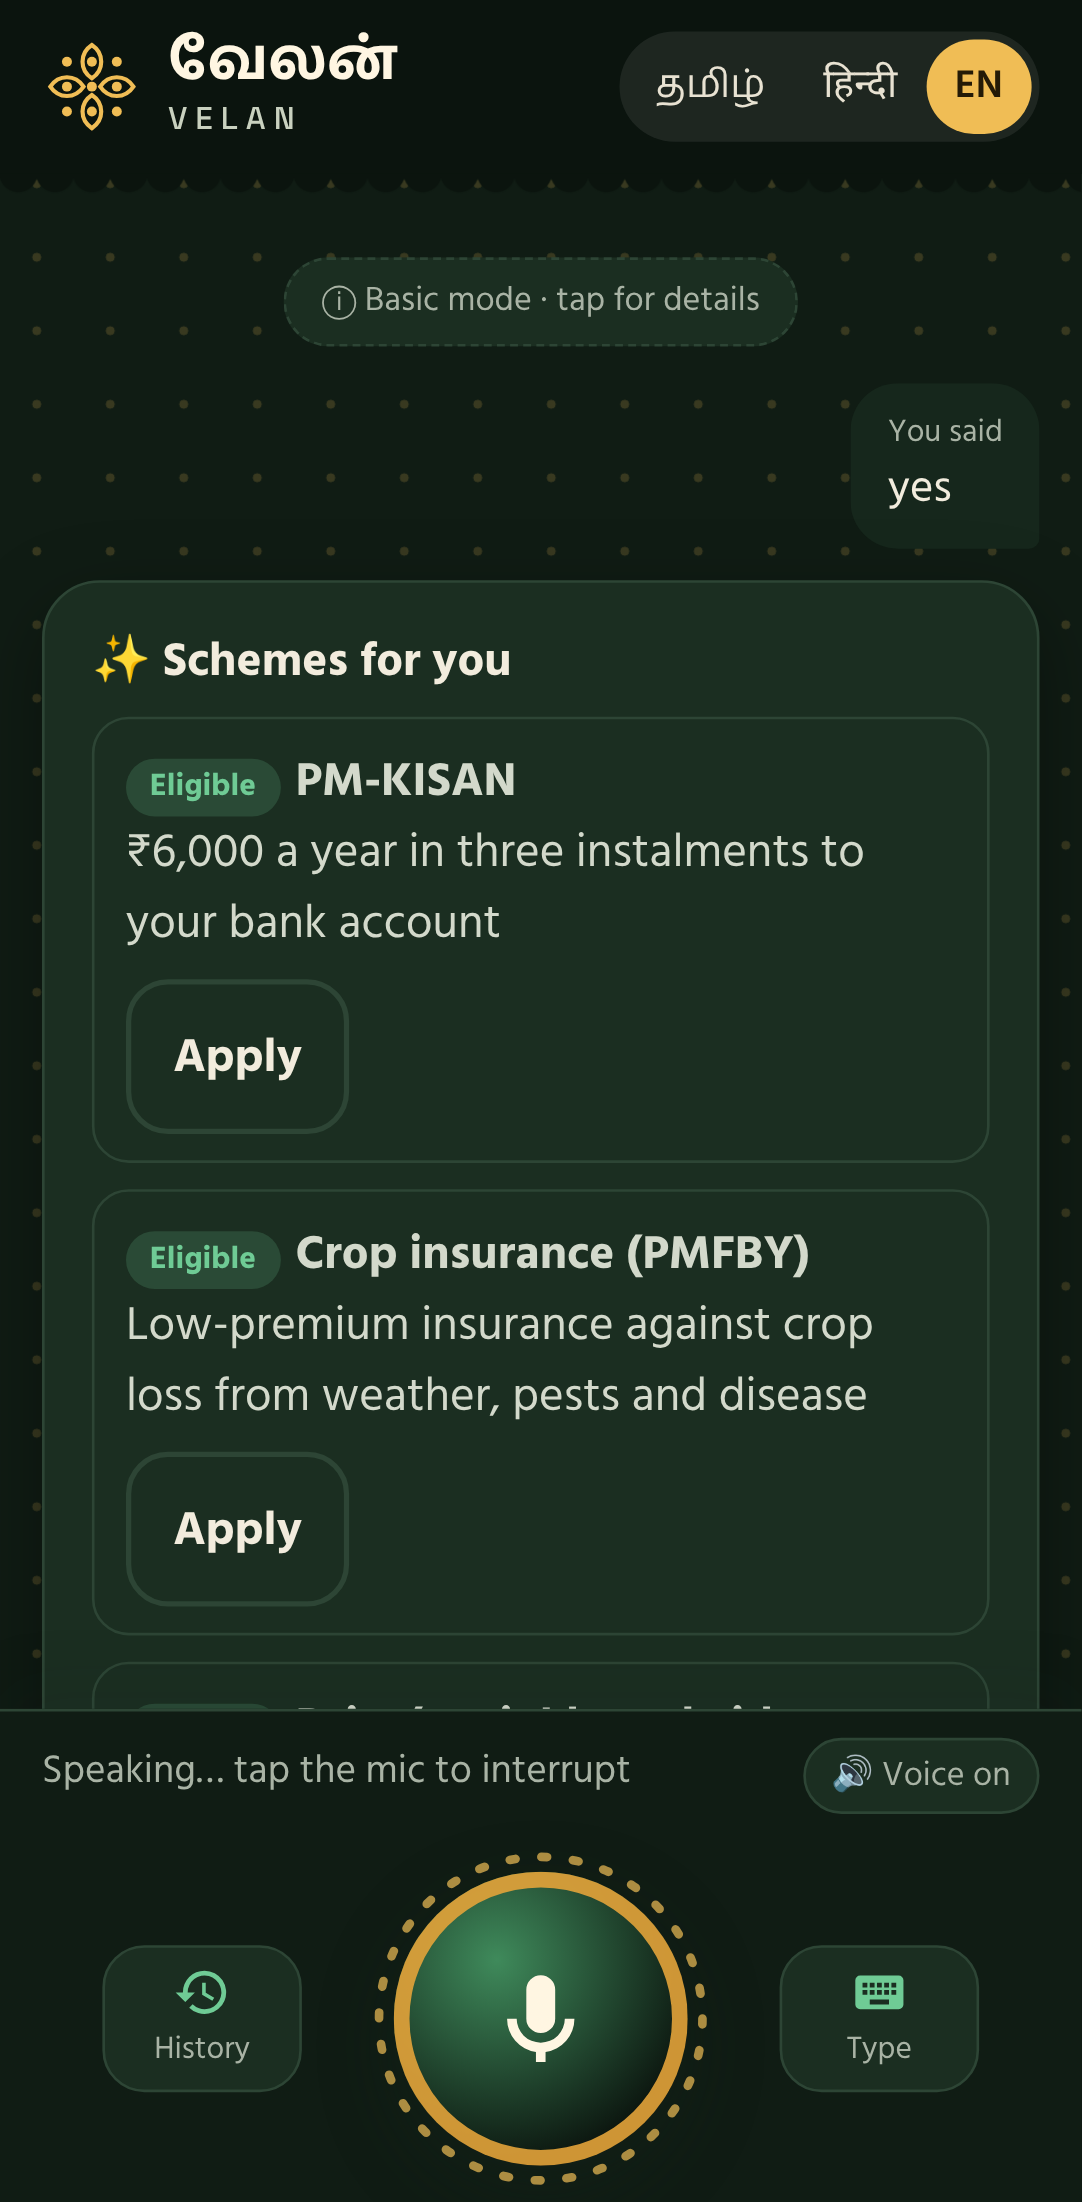 வேலன்
VELAN
தமிழ் हिन्दी EN
ⓘ Basic mode · tap for details
You said
yes
✨ Schemes for you
Eligible PM-KISAN
₹6,000 a year in three instalments to
your bank account
Apply
Eligible Crop insurance (PMFBY)
Low-premium insurance against crop
loss from weather, pests and disease
Apply
Speaking... tap the mic to interrupt
🔊 Voice on
History
Type